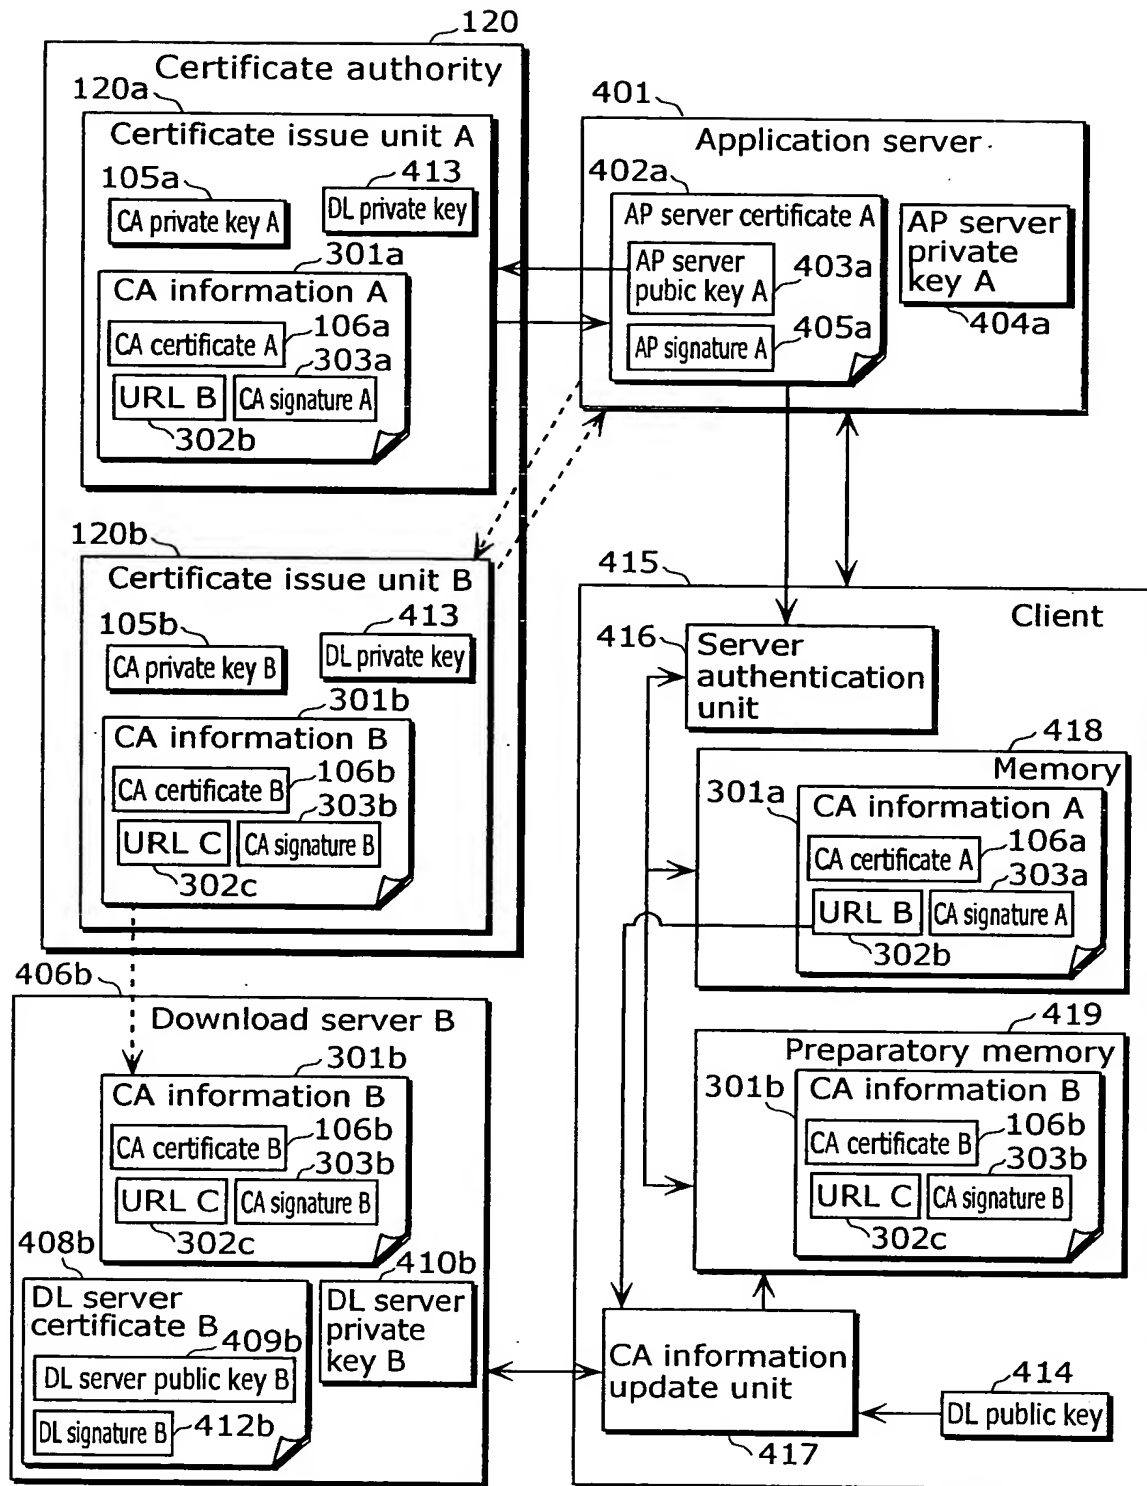 120
Certificate authority
120a
Certificate issue unit A
105a
413
CA private key A
DL private key
301a
CA information A
106a
CA certificate A
303a
URL B
CA signature A
302b
120b
Certificate issue unit B
105b
413
CA private key B
DL private key
301b
CA information B
106b
CA certificate B
303b
URL C
CA signature B
302c
401
Application server
402a
AP server certificate A
AP server
pubic key A
403a
AP signature A
405a
AP server
private
key A
404a
415
Client
416
Server
authentication
unit
418
Memory
301a
CA information A
106a
CA certificate A
303a
URL B
CA signature A
302b
419
Preparatory memory
301b
CA information B
106b
CA certificate B
303b
URL C
CA signature B
302c
406b
Download server B
301b
CA information B
106b
CA certificate B
303b
URL C
CA signature B
302c
408b
DL server
certificate B
409b
DL server public key B
DL signature B
412b
410b
DL server
private
key B
CA information
update unit
417
414
DL public key